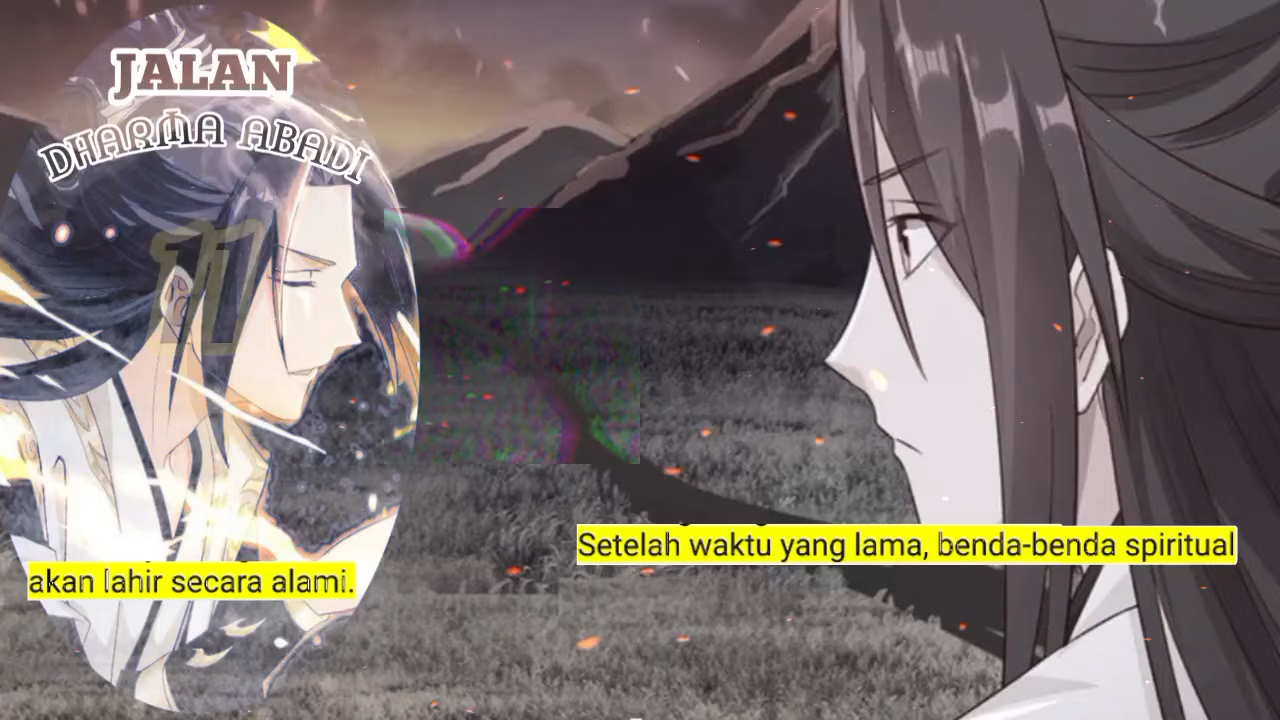 JALAN
DHARMA ABADI
Setelah waktu yang lama, benda-benda spiritual
akan lahir secara alami.